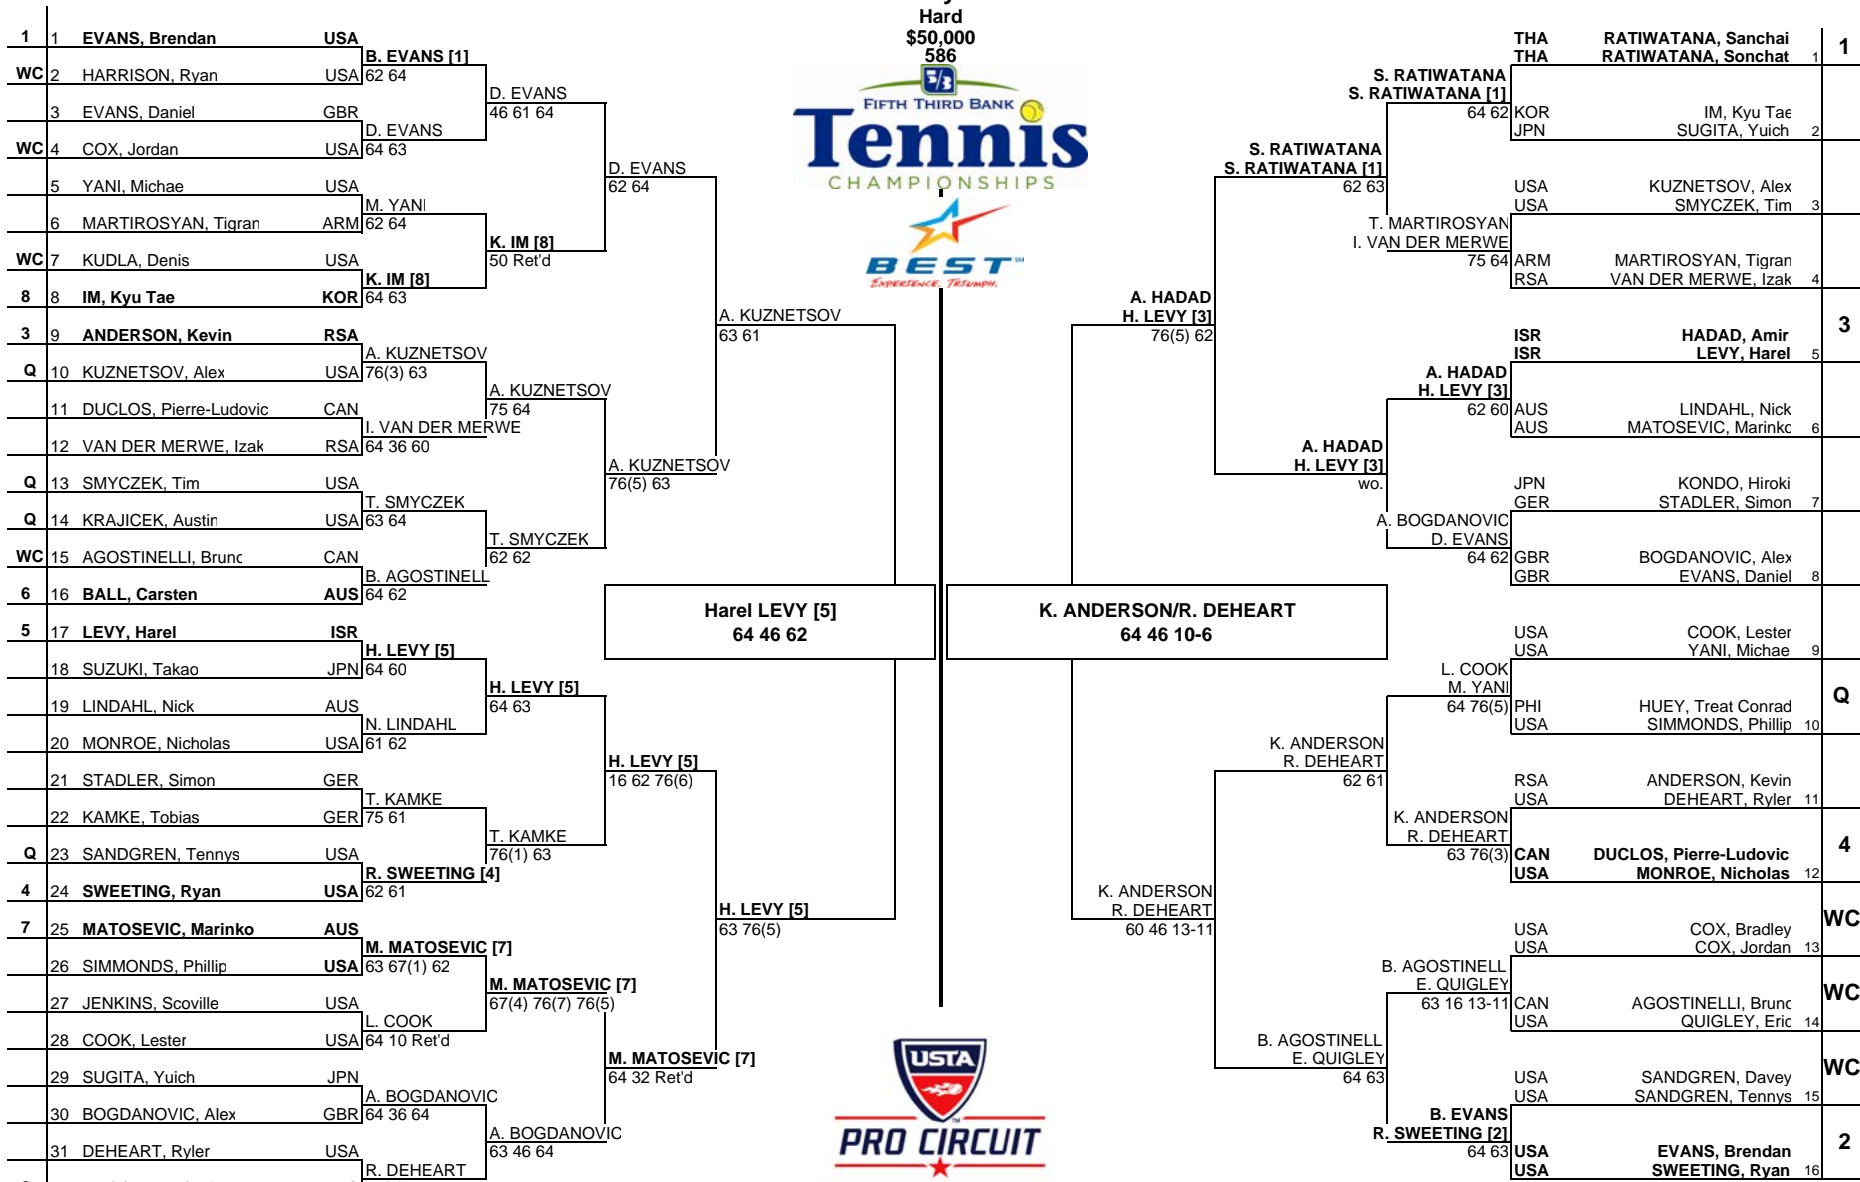 Hard
$50,000
586
5/3
FIFTH THIRD BANK
Tennis
CHAMPIONSHIPS
BEST
EXPERIENCE. TRIUMPH.
1 1 EVANS, Brendan USA
WC 2 HARRISON, Ryan USA
3 EVANS, Daniel GBR
WC 4 COX, Jordan USA
5 YANI, Michae USA
6 MARTIROSYAN, Tigran ARM
WC 7 KUDLA, Denis USA
8 8 IM, Kyu Tae KOR
3 9 ANDERSON, Kevin RSA
Q 10 KUZNETSOV, Alex USA
11 DUCLOS, Pierre-Ludovic CAN
12 VAN DER MERWE, Izak RSA
Q 13 SMYCZEK, Tim USA
Q 14 KRAJICEK, Austin USA
WC 15 AGOSTINELLI, Brunc CAN
6 16 BALL, Carsten AUS
5 17 LEVY, Harel ISR
18 SUZUKI, Takao JPN
19 LINDAHL, Nick AUS
20 MONROE, Nicholas USA
21 STADLER, Simon GER
22 KAMKE, Tobias GER
Q 23 SANDGREN, Tennys USA
4 24 SWEETING, Ryan USA
7 25 MATOSEVIC, Marinko AUS
26 SIMMONDS, Phillip USA
27 JENKINS, Scoville USA
28 COOK, Lester USA
29 SUGITA, Yuich JPN
30 BOGDANOVIC, Alex GBR
31 DEHEART, Ryler USA
B. EVANS [1]
62 64
D. EVANS
64 63
M. YANI
62 64
K. IM [8]
64 63
A. KUZNETSOV
76(3) 63
I. VAN DER MERWE
64 36 60
T. SMYCZEK
63 64
B. AGOSTINELL
64 62
H. LEVY [5]
64 60
N. LINDAHL
61 62
T. KAMKE
75 61
R. SWEETING [4]
62 61
M. MATOSEVIC [7]
63 67(1) 62
L. COOK
64 10 Ret'd
A. BOGDANOVIC
64 36 64
R. DEHEART
D. EVANS
46 61 64
K. IM [8]
50 Ret'd
A. KUZNETSOV
75 64
T. SMYCZEK
62 62
H. LEVY [5]
64 63
T. KAMKE
76(1) 63
M. MATOSEVIC [7]
67(4) 76(7) 76(5)
A. BOGDANOVIC
63 46 64
D. EVANS
62 64
A. KUZNETSOV
76(5) 63
H. LEVY [5]
16 62 76(6)
M. MATOSEVIC [7]
64 32 Ret'd
A. KUZNETSOV
63 61
H. LEVY [5]
63 76(5)
Harel LEVY [5]
64 46 62
K. ANDERSON/R. DEHEART
64 46 10-6
A. HADAD
H. LEVY [3]
76(5) 62
K. ANDERSON
R. DEHEART
60 46 13-11
S. RATIWATANA
S. RATIWATANA [1]
62 63
A. HADAD
H. LEVY [3]
wo.
K. ANDERSON
R. DEHEART
62 61
B. AGOSTINELL
E. QUIGLEY
64 63
S. RATIWATANA
S. RATIWATANA [1]
64 62
T. MARTIROSYAN
I. VAN DER MERWE
75 64
A. HADAD
H. LEVY [3]
62 60
A. BOGDANOVIC
D. EVANS
64 62
L. COOK
M. YANI
64 76(5)
K. ANDERSON
R. DEHEART
63 76(3)
B. AGOSTINELL
E. QUIGLEY
63 16 13-11
B. EVANS
R. SWEETING [2]
64 63
THA RATIWATANA, Sanchai 1
THA RATIWATANA, Sonchat 1
KOR IM, Kyu Tae
JPN SUGITA, Yuich 2
USA KUZNETSOV, Alex
USA SMYCZEK, Tim 3
ARM MARTIROSYAN, Tigran
RSA VAN DER MERWE, Izak 4
ISR HADAD, Amir 3
ISR LEVY, Harel 5
AUS LINDAHL, Nick
AUS MATOSEVIC, Marinkc 6
JPN KONDO, Hiroki
GER STADLER, Simon 7
GBR BOGDANOVIC, Alex
GBR EVANS, Daniel 8
USA COOK, Lester
USA YANI, Michae 9
Q
PHI HUEY, Treat Conrad
USA SIMMONDS, Phillip 10
RSA ANDERSON, Kevin
USA DEHEART, Ryler 11
CAN DUCLOS, Pierre-Ludovic 4
USA MONROE, Nicholas 12
WC
USA COX, Bradley
USA COX, Jordan 13
WC
CAN AGOSTINELLI, Brunc
USA QUIGLEY, Eric 14
WC
USA SANDGREN, Davey
USA SANDGREN, Tennys 15
USA EVANS, Brendan 2
USA SWEETING, Ryan 16
USTA
PRO CIRCUIT